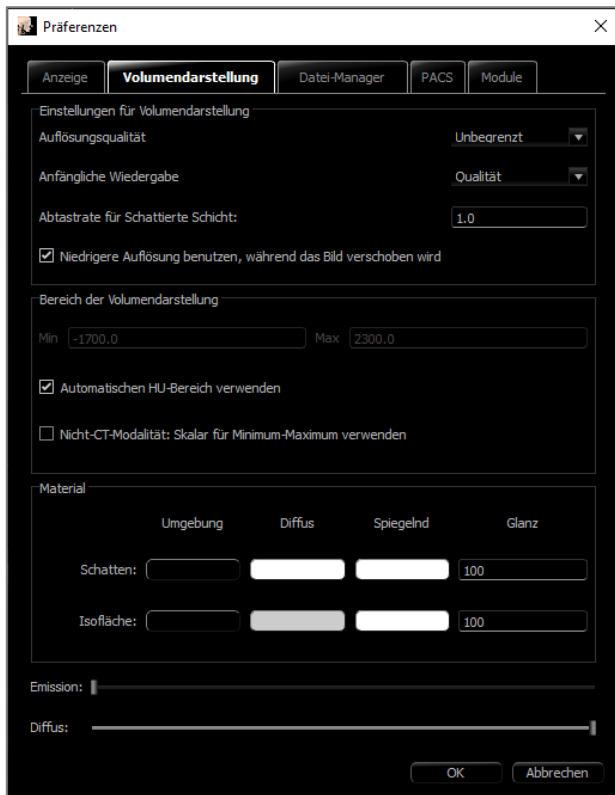 Präferenzen
Anzeige Volumendarstellung Datei-Manager PACS Module
Einstellungen für Volumendarstellung
Auflösungsqualität Unbegrenzt
Anfängliche Wiedergabe Qualität
Abtastrate für Schattierte Schicht: 1.0
Niedrigere Auflösung benutzen, während das Bild verschoben wird
Bereich der Volumendarstellung
Min -1700.0 Max 2300.0
Automatischen HU-Bereich verwenden
Nicht-CT-Modalität: Skalar für Minimum-Maximum verwenden
Material
Umgebung Diffus Spiegelnd Glanz
Schatten: 100
Isofläche: 100
Emission:
Diffus:
OK Abbrechen